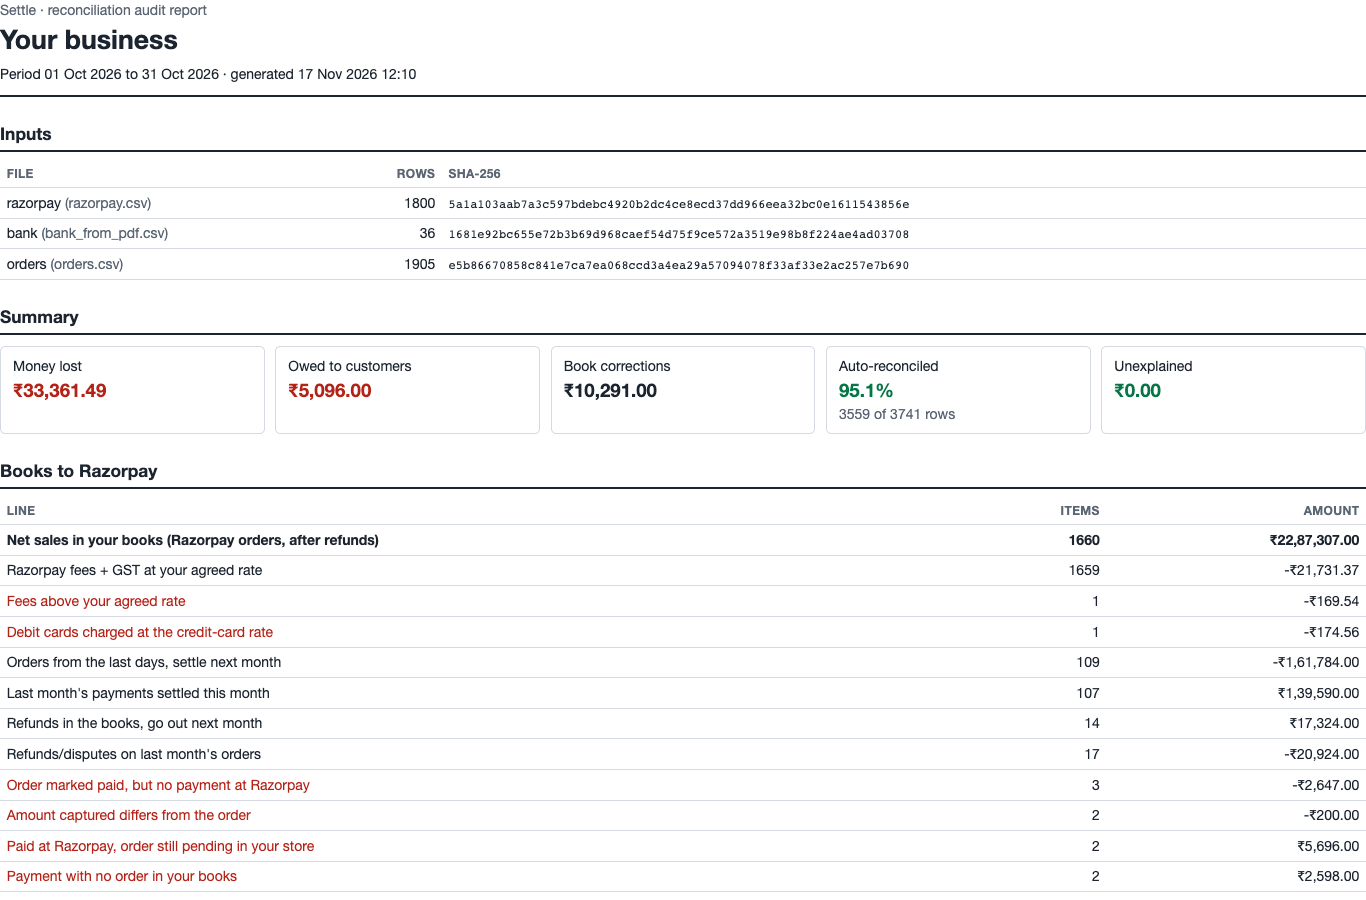 Settle · reconciliation audit report
Your business
Period 01 Oct 2026 to 31 Oct 2026 · generated 17 Nov 2026 12:10
Inputs
FILE ROWS SHA-256
razorpay (razorpay.csv) 1800 5a1a103aab7a3c597bdebc4920b2dc4ce8ecd37dd966eea32bc0e1611543856e
bank (bank_from_pdf.csv) 36 1681e92bc655e72b3b69d968caef54d75f9ce572a3519e98b8f224ae4ad03708
orders (orders.csv) 1905 e5b86670858c841e7ca7ea068ccd3a4ea29a57094078f33af33e2ac257e7b690
Summary
Money lost Owed to customers Book corrections Auto-reconciled Unexplained
₹33,361.49 ₹5,096.00 ₹10,291.00 95.1% ₹0.00
3559 of 3741 rows
Books to Razorpay
LINE ITEMS AMOUNT
Net sales in your books (Razorpay orders, after refunds) 1660 ₹22,87,307.00
Razorpay fees + GST at your agreed rate 1659 -₹21,731.37
Fees above your agreed rate 1 -₹169.54
Debit cards charged at the credit-card rate 1 -₹174.56
Orders from the last days, settle next month 109 -₹1,61,784.00
Last month's payments settled this month 107 ₹1,39,590.00
Refunds in the books, go out next month 14 ₹17,324.00
Refunds/disputes on last month's orders 17 -₹20,924.00
Order marked paid, but no payment at Razorpay 3 -₹2,647.00
Amount captured differs from the order 2 -₹200.00
Paid at Razorpay, order still pending in your store 2 ₹5,696.00
Payment with no order in your books 2 ₹2,598.00